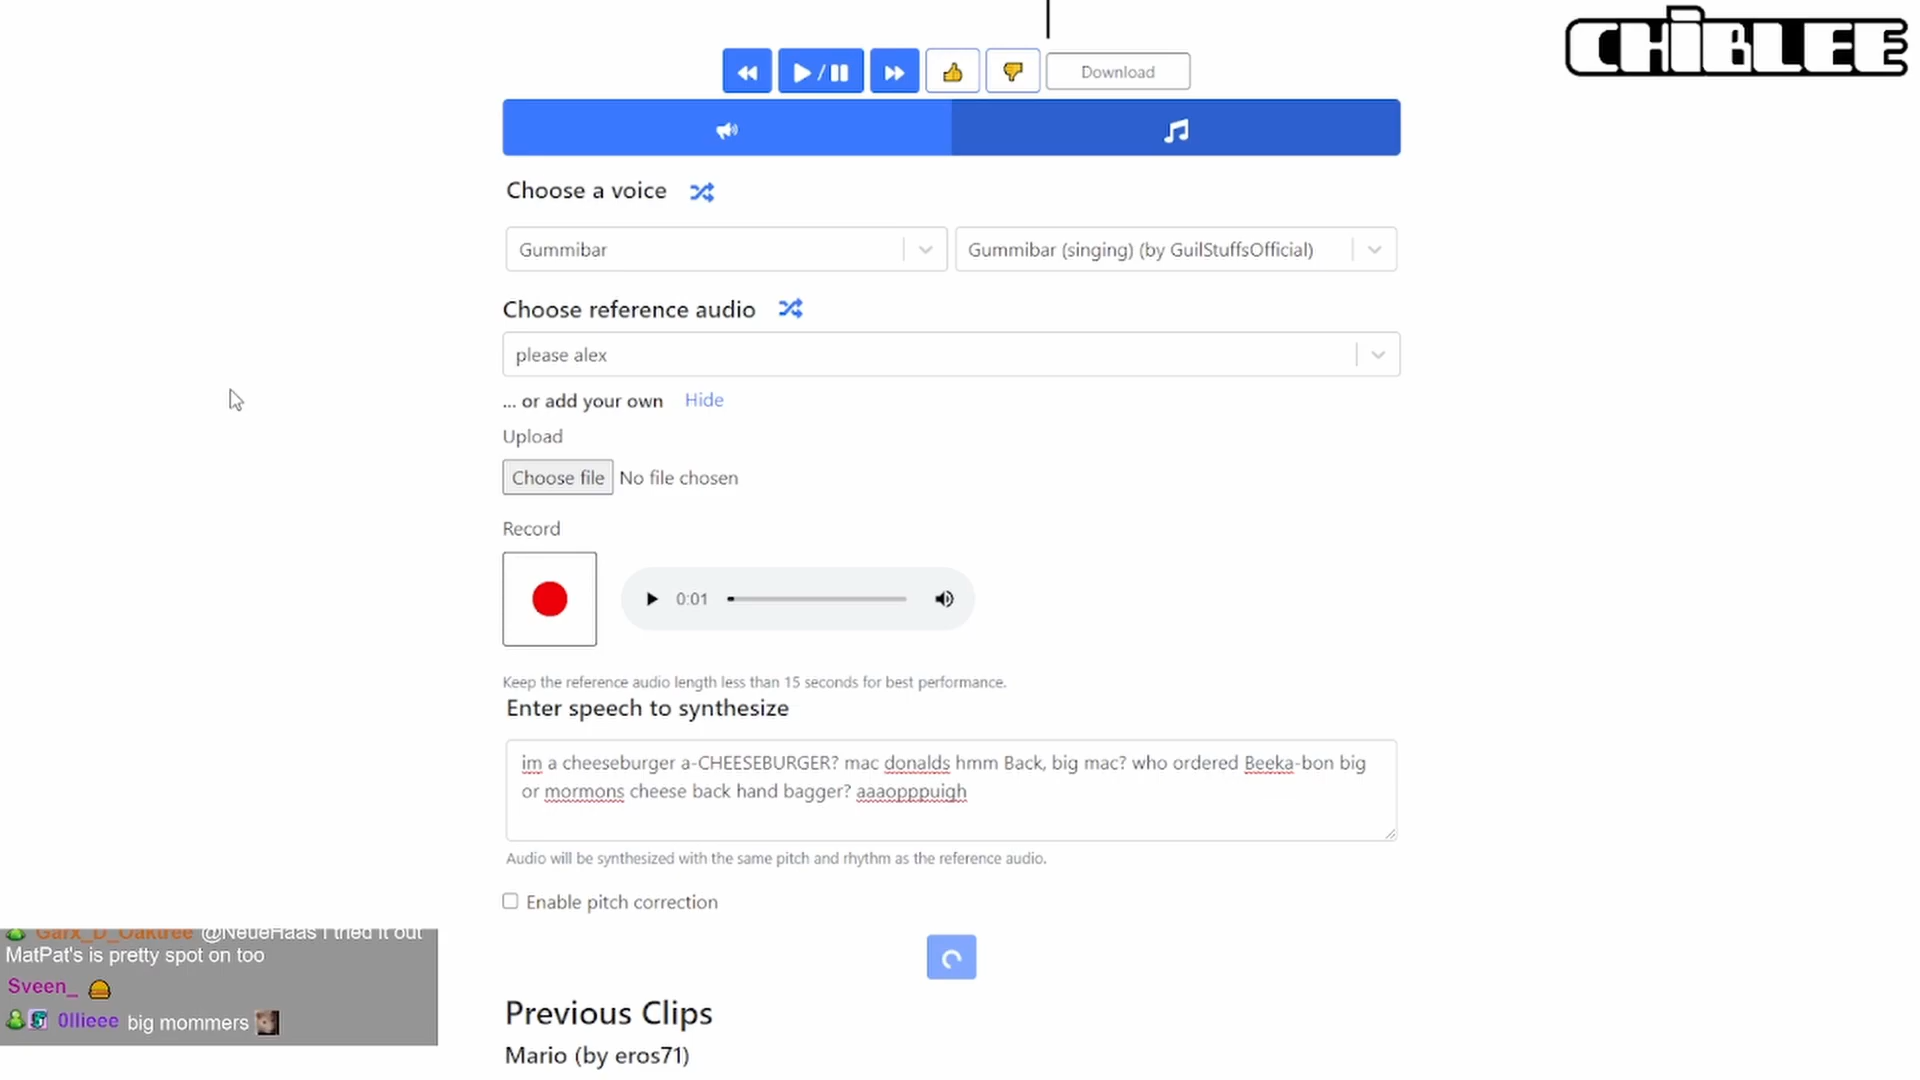 CHIBLEE
/
Download
Choose a voice
Gummibar
Gummibar (singing) (by GuilStuffsOfficial)
Choose reference audio
please alex
... or add your own Hide
Upload
Choose file No file chosen
Record
0:01
Keep the reference audio length less than 15 seconds for best performance.
Enter speech to synthesize
im a cheeseburger a-CHEESEBURGER? mac donalds hmm Back, big mac? who ordered Beeka-bon big
or mormons cheese back hand bagger? aaaopppuigh
Audio will be synthesized with the same pitch and rhythm as the reference audio.
Enable pitch correction
Garx_D_Oaktree @NeueHaas I tried it out
MatPat's is pretty spot on too
Sveen_
0llieee big mommers
Previous Clips
Mario (by eros71)